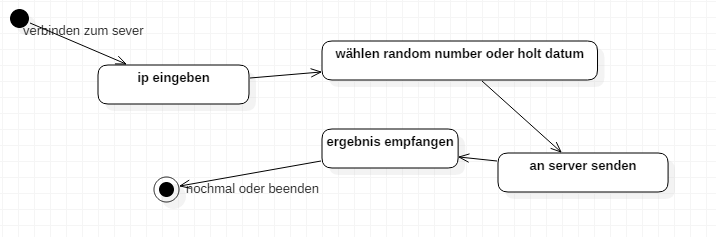 verbinden zum sever
ip eingeben
wählen random number oder holt datum
an server senden
ergebnis empfangen
nochmal oder beenden